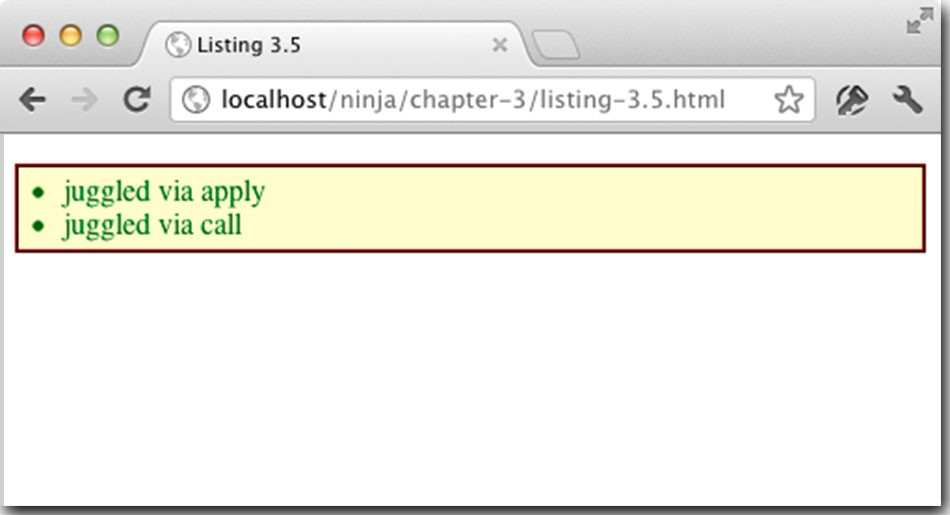 Listing 3.5
localhost/ninja/chapter-3/listing-3.5.html
juggled via apply
juggled via call